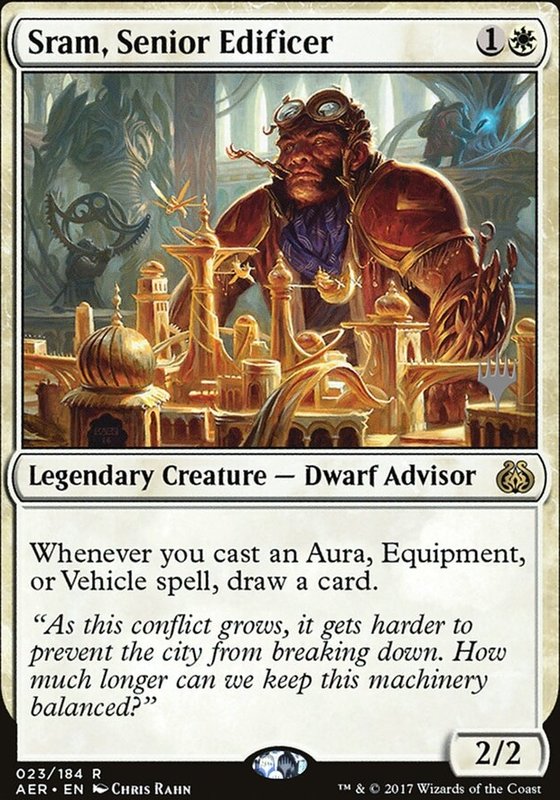 Sram, Senior Edificer 1
Legendary Creature — Dwarf Advisor
Whenever you cast an Aura, Equipment,
or Vehicle spell, draw a card.
“As this conflict grows, it gets harder to
prevent the city from breaking down. How
much longer can we keep this machinery
balanced?”
2/2
023/184 R
AER • EN Chris Rahn
™ & © 2017 Wizards of the Coast